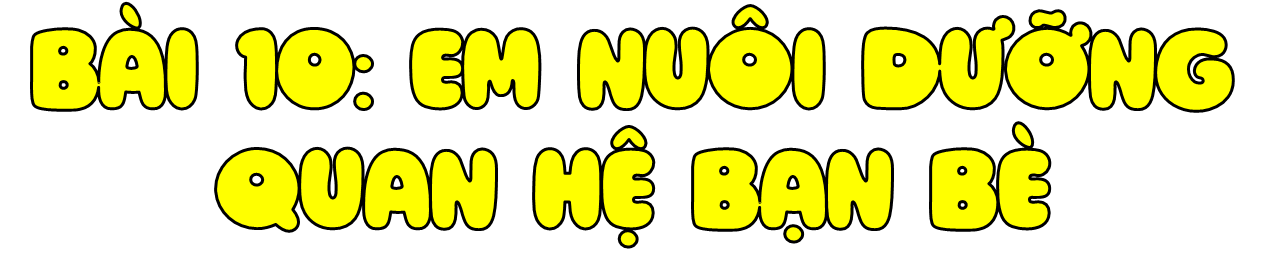 BÀI 10: EM NUÔI DƯỠNG
QUAN HỆ BẠN BÈ